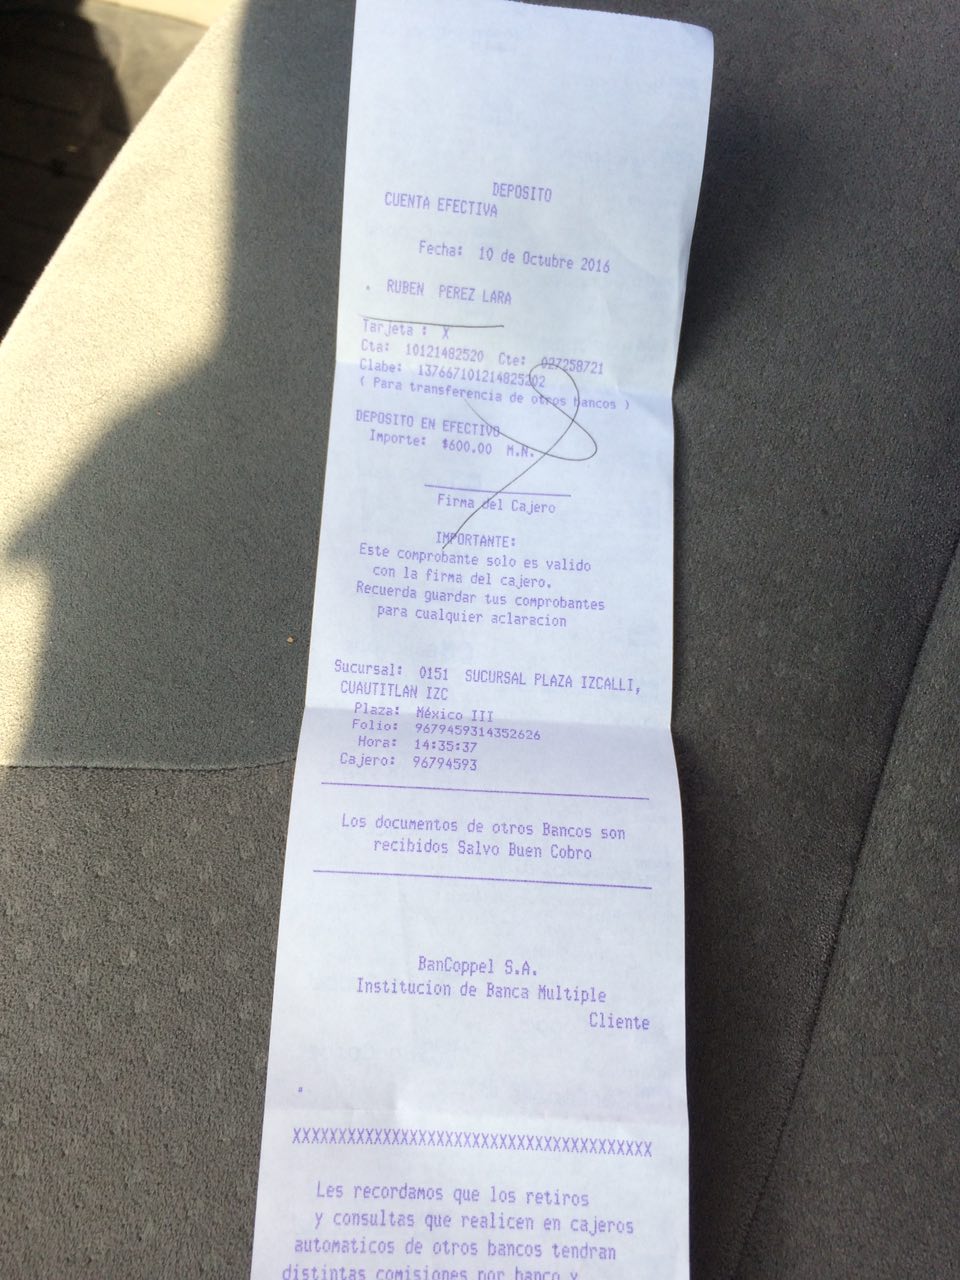 DEPOSITO
CUENTA EFECTIVA
Fecha: 10 de Octubre 2016
. RUBEN PEREZ LARA
Tarjeta : X
Cta: 10121482520 Cte: 027258721
Clabe: 137667101214825202
( Para transferencia de otros bancos )
DEPOSITO EN EFECTIVO
Importe: $600.00 M.N.
Firma del Cajero
IMPORTANTE:
Este comprobante solo es valido
con la firma del cajero.
Recuerda guardar tus comprobantes
para cualquier aclaracion
Sucursal: 0151 SUCURSAL PLAZA IZCALLI,
CUAUTITLAN IZC
Plaza: México III
Folio: 9679459314352626
Hora: 14:35:37
Cajero: 96794593
Los documentos de otros Bancos son
recibidos Salvo Buen Cobro
BanCoppel S.A.
Institucion de Banca Multiple
Cliente
XXXXXXXXXXXXXXXXXXXXXXXXXXXXXXXXXXXXXXXX
Les recordamos que los retiros
y consultas que realicen en cajeros
automaticos de otros bancos tendran
distintas comisiones por banco y